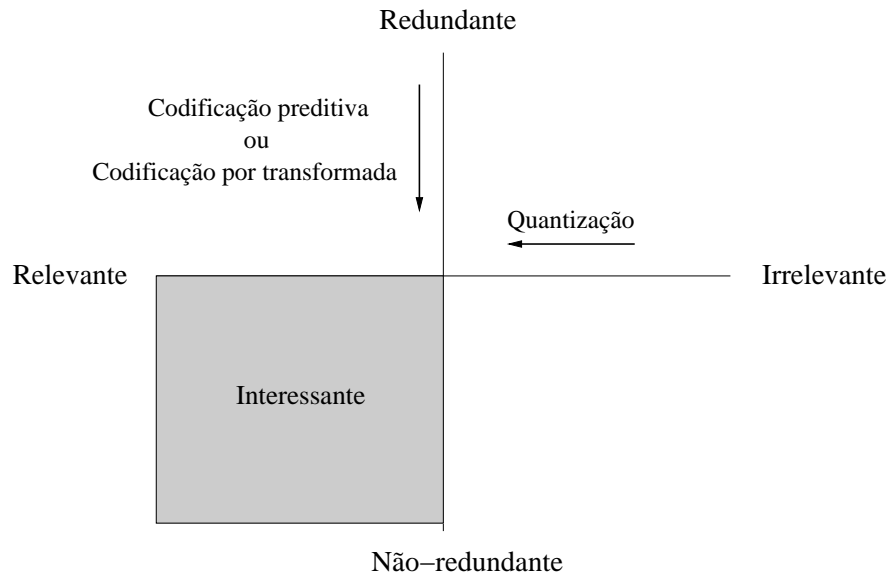 Redundante
Codificação preditiva
ou
Codificação por transformada
Quantização
Relevante
Irrelevante
Interessante
Não−redundante